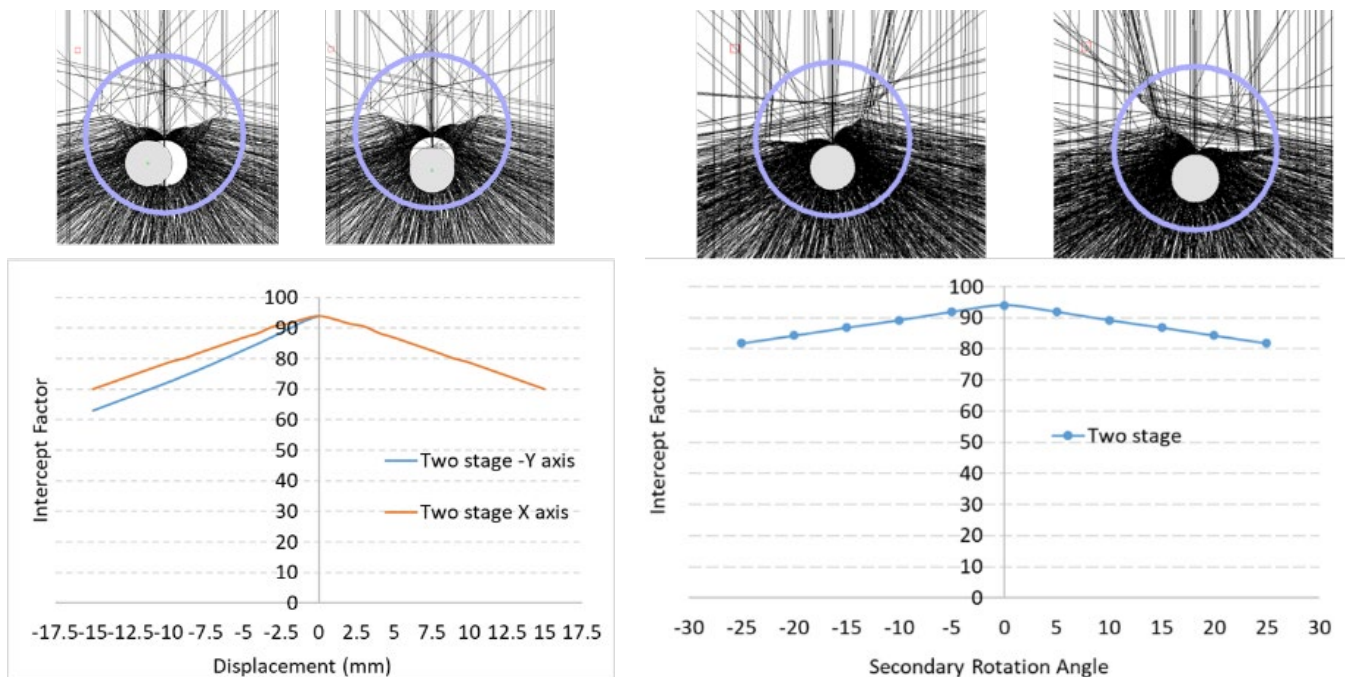 100
90
80
70
60
50
40
30
20
10
0
Intercept Factor
Two stage -Y axis
Two stage X axis
-17.5-15-12.5-10 -7.5 -5 -2.5 0 2.5 5 7.5 10 12.5 15 17.5
Displacement (mm)
100
90
80
70
60
50
40
30
20
10
0
Intercept Factor
Two stage
-30 -25 -20 -15 -10 -5 0 5 10 15 20 25 30
Secondary Rotation Angle